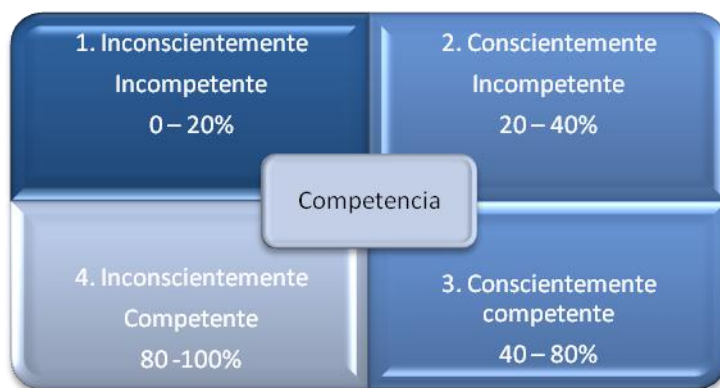 1. Inconscientemente
Incompetente
0 – 20%
2. Conscientemente
Incompetente
20 – 40%
Competencia
4. Inconscientemente
Competente
80 -100%
3. Conscientemente
competente
40 – 80%